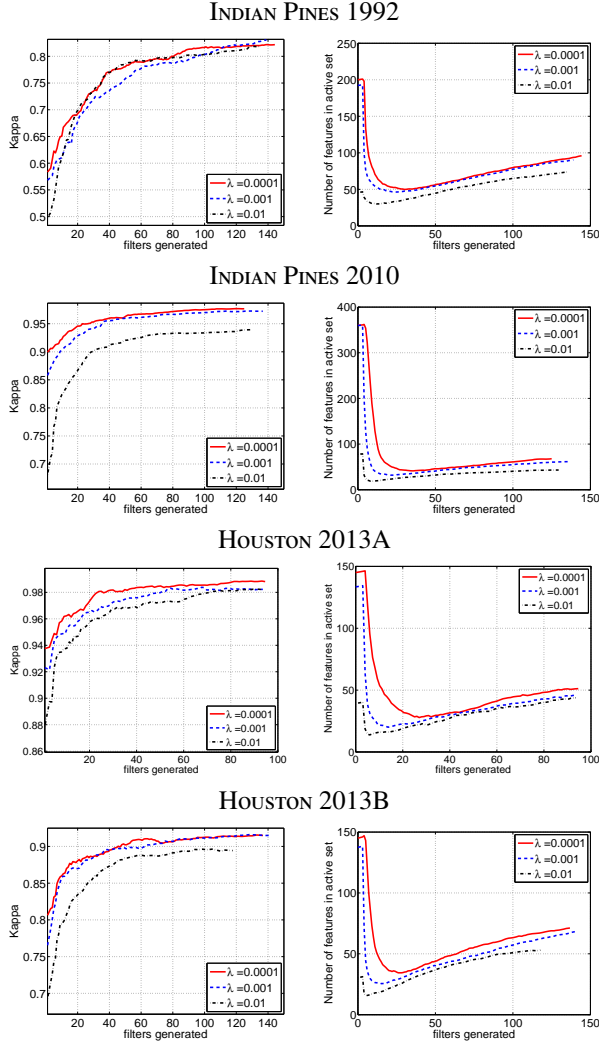 INDIAN PINES 1992
0.8
0.75
0.7
0.65
0.6
0.55
0.5
Kappa
20 40 60 80 100 120 140
filters generated
λ =0.0001
λ =0.001
λ =0.01
250
200
150
100
50
0
Number of features in active set
0 50 100 150
filters generated
λ =0.0001
λ =0.001
λ =0.01
INDIAN PINES 2010
0.95
0.9
0.85
0.8
0.75
0.7
Kappa
20 40 60 80 100 120 140
filters generated
λ =0.0001
λ =0.001
λ =0.01
400
300
200
100
0
Number of features in active set
0 50 100 150
filters generated
λ =0.0001
λ =0.001
λ =0.01
HOUSTON 2013A
0.98
0.96
0.94
0.92
0.9
0.88
0.86
Kappa
20 40 60 80 100
filters generated
λ =0.0001
λ =0.001
λ =0.01
150
100
50
0
Number of features in active set
0 20 40 60 80 100
filters generated
λ =0.0001
λ =0.001
λ =0.01
HOUSTON 2013B
0.9
0.85
0.8
0.75
0.7
Kappa
20 40 60 80 100 120 140
filters generated
λ =0.0001
λ =0.001
λ =0.01
150
100
50
0
Number of features in active set
0 50 100 150
filters generated
λ =0.0001
λ =0.001
λ =0.01